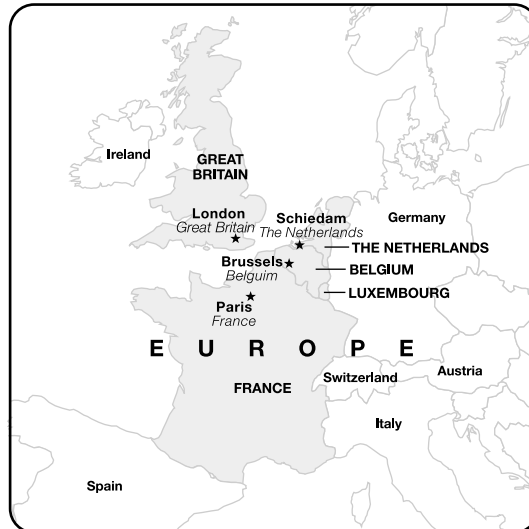 Ireland
GREAT
BRITAIN
London
Great Britain
Schiedam
The Netherlands
Germany
THE NETHERLANDS
Brussels
Belguim
BELGIUM
LUXEMBOURG
Paris
France
E U R O P E
Switzerland
Austria
FRANCE
Italy
Spain